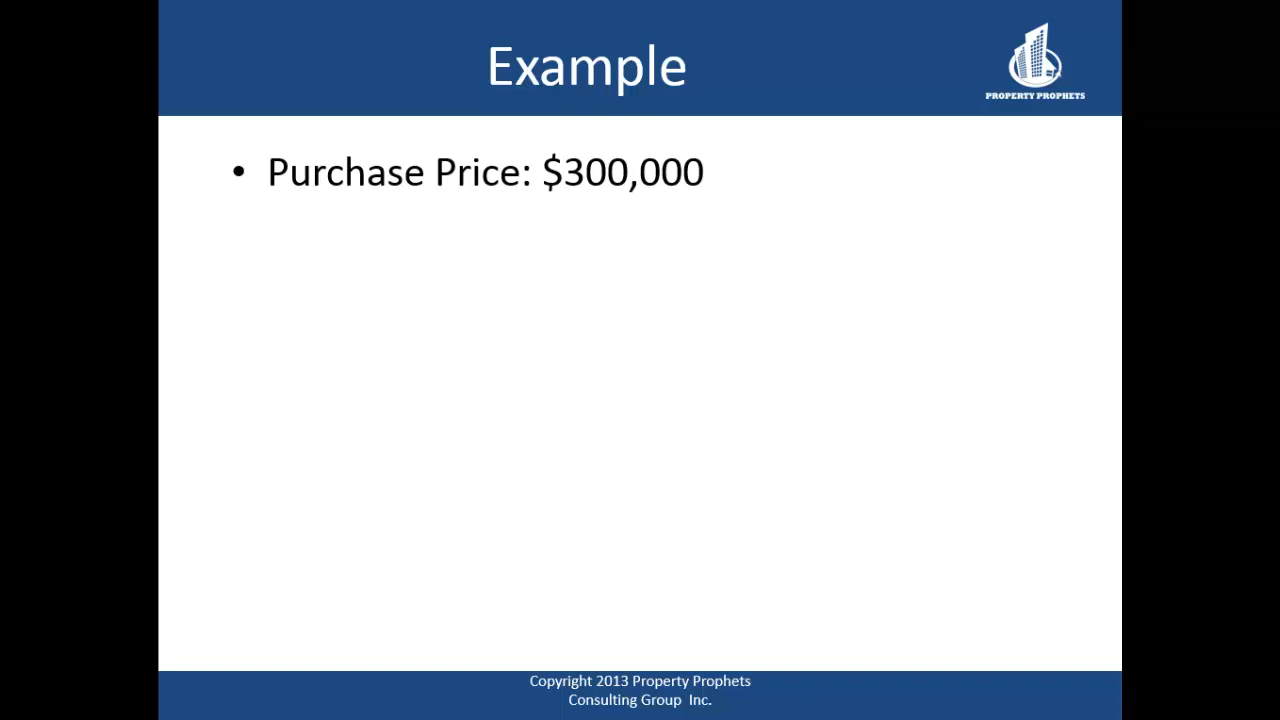 Example
PROPERTY PROPHETS
• Purchase Price: $300,000
Copyright 2013 Property Prophets
Consulting Group Inc.